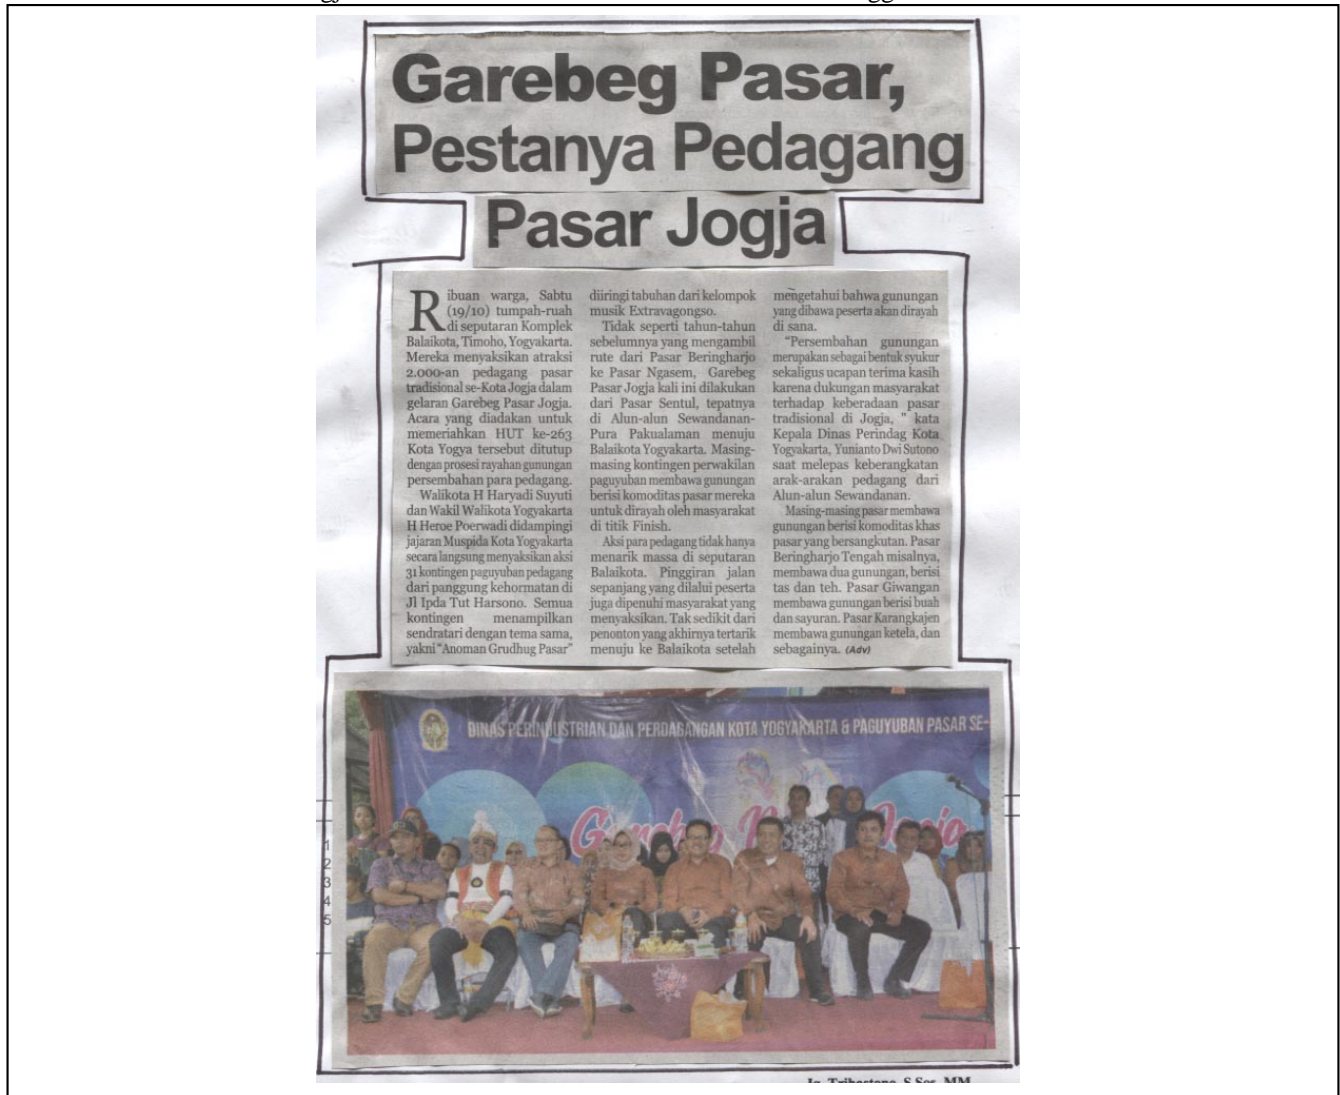 Garebeg Pasar,
Pestanya Pedagang
Pasar Jogja
Ribuan warga, Sabtu
(19/10) tumpah-ruah
di seputaran Komplek
Balaikota, Timoho, Yogyakarta.
Mereka menyaksikan atraksi
2.000-an pedagang pasar
tradisional se-Kota Jogja dalam
gelaran Garebeg Pasar Jogja.
Acara yang diadakan untuk
memeriahkan HUT ke-263
Kota Yogya tersebut ditutup
dengan prosesi rayahan gunungan
persembahan para pedagang.
Walikota H Haryadi Suyuti
dan Wakil Walikota Yogyakarta
H Heroe Poerwadi didampingi
jajaran Muspida Kota Yogyakarta
secara langsung menyaksikan aksi
31 kontingen paguyuban pedagang
dari panggung kehormatan di
Jl Ipda Tut Harsono. Semua
kontingen menampilkan
sendratari dengan tema sama,
yakni "Anoman Grudhug Pasar"
diiringi tabuhan dari kelompok
musik Extravagongso.
Tidak seperti tahun-tahun
sebelumnya yang mengambil
rute dari Pasar Beringharjo
ke Pasar Ngasem, Garebeg
Pasar Jogja kali ini dilakukan
dari Pasar Sentul, tepatnya
di Alun-alun Sewandanan-
Pura Pakualaman menuju
Balaikota Yogyakarta. Masing-
masing kontingen perwakilan
paguyuban membawa gunungan
berisi komoditas pasar mereka
untuk dirayah oleh masyarakat
di titik Finish.
Aksi para pedagang tidak hanya
menarik massa di seputaran
Balaikota. Pinggiran jalan
sepanjang yang dilalui peserta
juga dipenuhi masyarakat yang
menyaksikan. Tak sedikit dari
penonton yang akhirnya tertarik
menuju ke Balaikota setelah
mengetahui bahwa gunungan
yang dibawa peserta akan dirayah
di sana.
"Persembahan gunungan
merupakan sebagai bentuk syukur
sekaligus ucapan terima kasih
karena dukungan masyarakat
terhadap keberadaan pasar
tradisional di Jogja, " kata
Kepala Dinas Perindag Kota
Yogyakarta, Yunianto Dwi Sutono
saat melepas keberangkatan
arak-arakan pedagang dari
Alun-alun Sewandanan.
Masing-masing pasar membawa
gunungan berisi komoditas khas
pasar yang bersangkutan. Pasar
Beringharjo Tengah misalnya,
membawa dua gunungan, berisi
tas dan teh. Pasar Giwangan
membawa gunungan berisi buah
dan sayuran. Pasar Karangkajen
membawa gunungan ketela, dan
sebagainya. (Adv)
DINAS PERINDUSTRIAN DAN PERDAGANGAN KOTA YOGYAKARTA & PAGUYUBAN PASAR SE-
Jogja
1
2
3
4
5